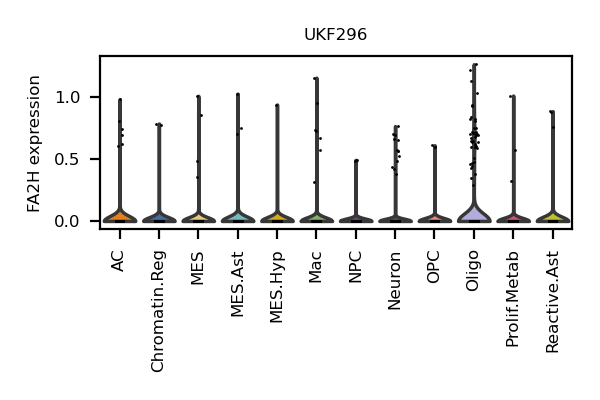 UKF296
FA2H expression
1.0
0.5
0.0
AC
Chromatin.Reg
MES
MES.Ast
MES.Hyp
Mac
NPC
Neuron
OPC
Oligo
Prolif.Metab
Reactive.Ast